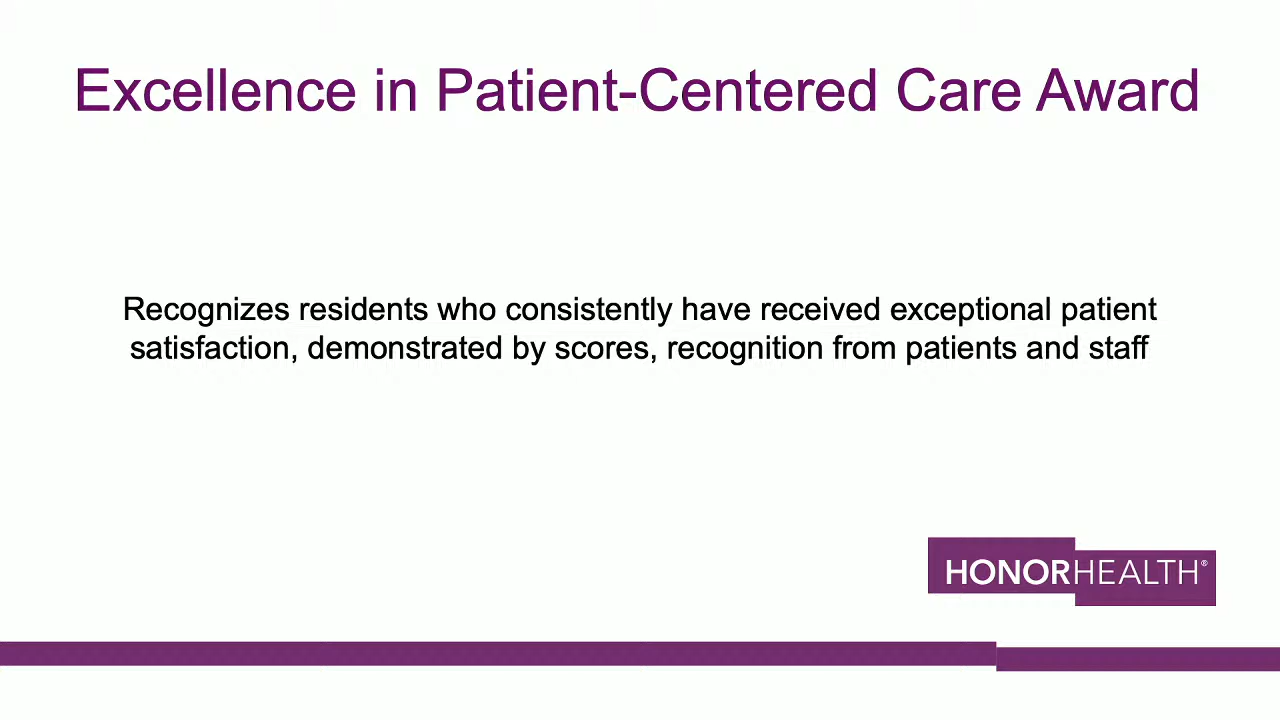 Excellence in Patient-Centered Care Award
Recognizes residents who consistently have received exceptional patient
satisfaction, demonstrated by scores, recognition from patients and staff
HONORHEALTH®